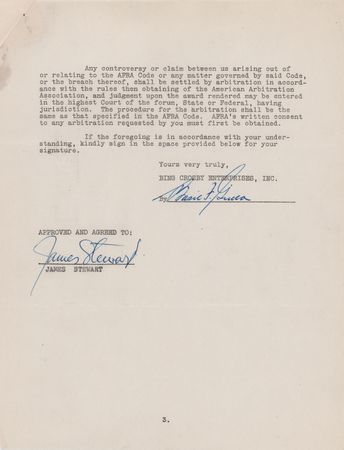 Any controversy or claim between us arising out of
or relating to the AFRA Code or any matter governed by said Code,
or the breach thereof, shall be settled by arbitration in accord-
ance with the rules then obtaining of the American Arbitration
Association, and judgment upon the award rendered may be entered
in the highest Court of the forum, State or Federal, having
jurisdiction. The procedure for the arbitration shall be the
same as that specified in the AFRA Code. AFRA's written consent
to any arbitration requested by you must first be obtained.
If the foregoing is in accordance with your under-
standing, kindly sign in the space provided below for your
signature.
Yours very truly,
BING CROSBY ENTERPRISES, INC.
By
APPROVED AND AGREED TO:
James Stewart
JAMES STEWART
3.